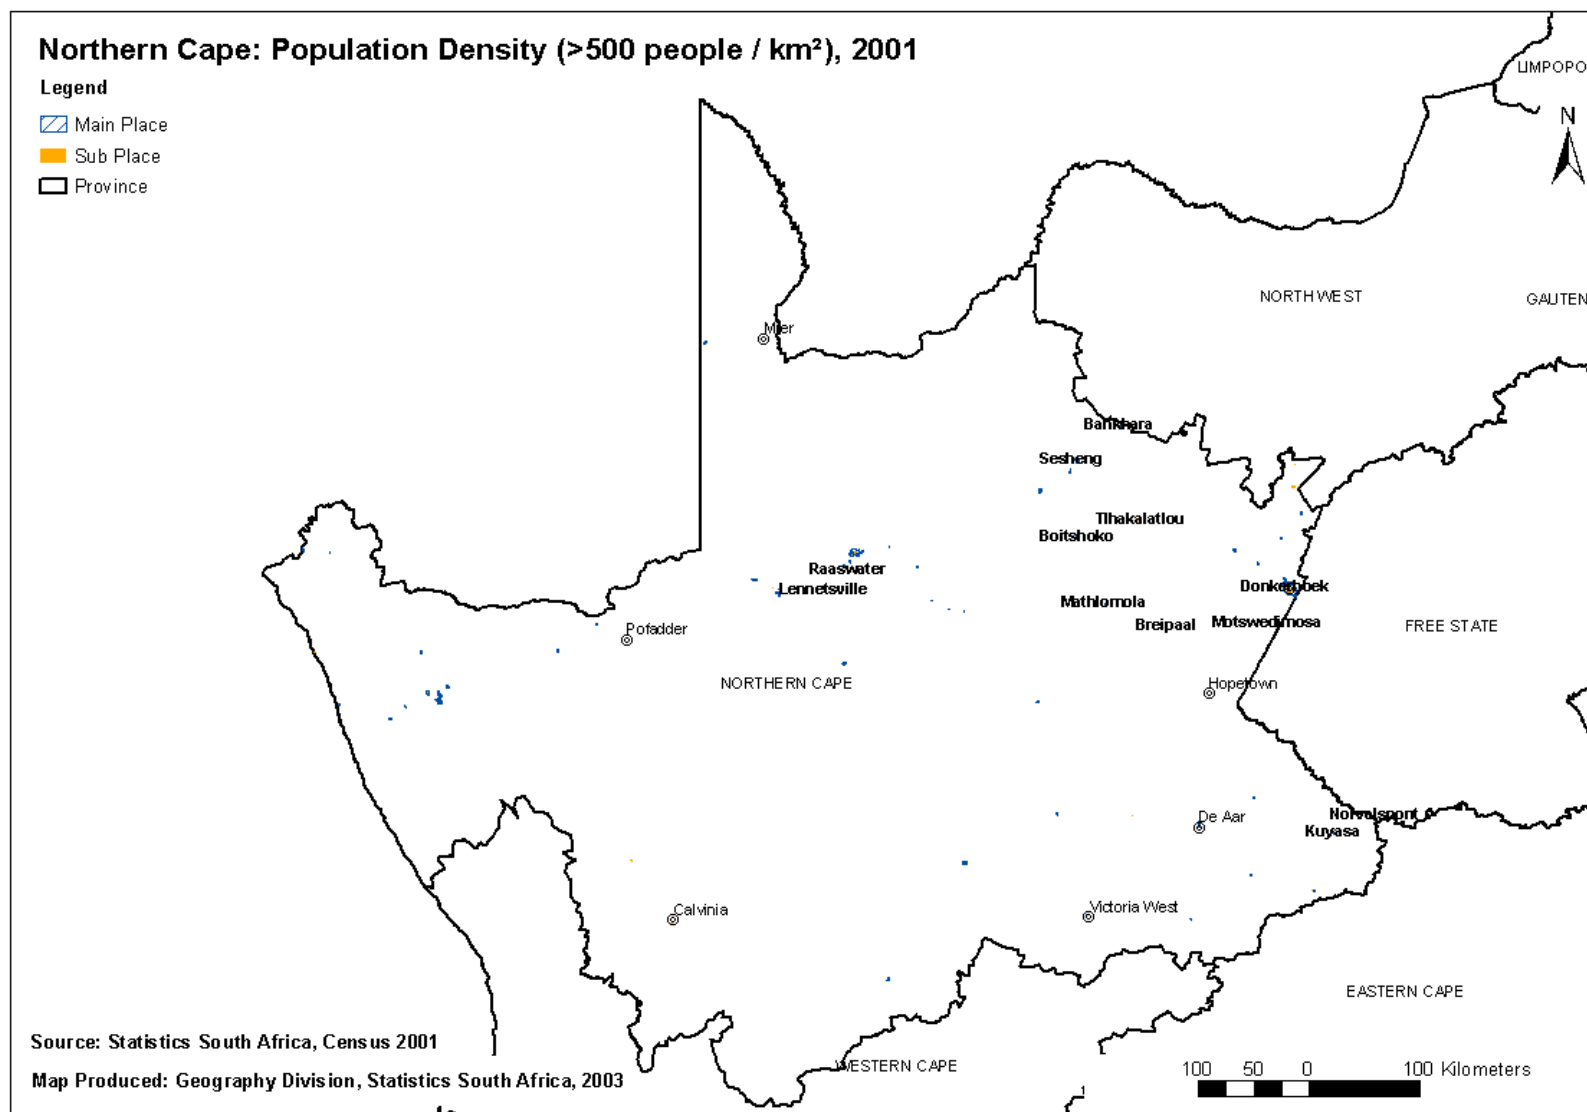 Northern Cape: Population Density (>500 people / km²), 2001
Legend
Main Place
Sub Place
Province
LIMPOPO
N
NORTH WEST
GAUTEN
Mier
Bankhara
Sesheng
Tlhakalatlou
Boitshoko
Raaswater
Lennetsville
Donkerhoek
Mathlomola
Breipaal
Motswedimosa
Pofadder
FREE STATE
NORTHERN CAPE
Hopetown
De Aar
Norvalspont
Kuyasa
Calvinia
Victoria West
EASTERN CAPE
WESTERN CAPE
Source: Statistics South Africa, Census 2001
Map Produced: Geography Division, Statistics South Africa, 2003
100 50 0 100 Kilometers
1